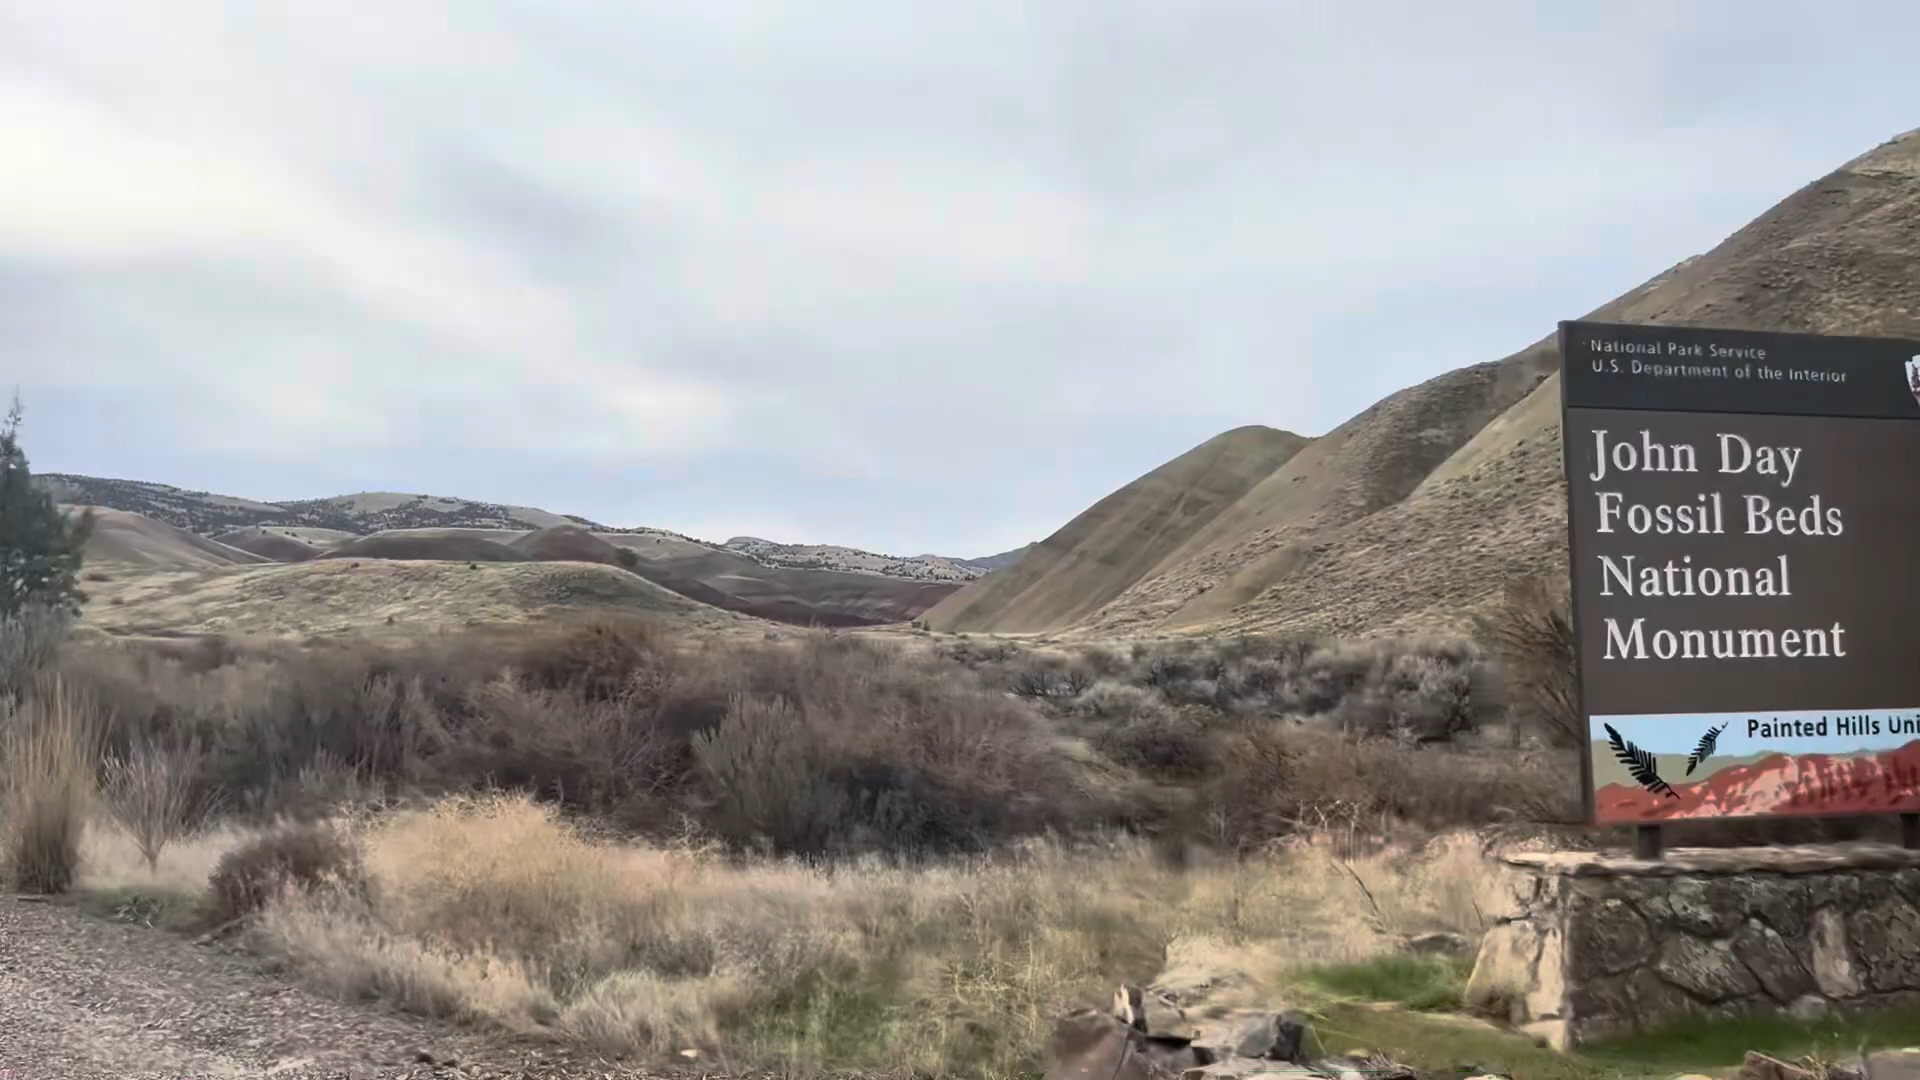 National Park Service
U.S. Department of the Interior
John Day
Fossil Beds
National
Monument
Painted Hills Uni